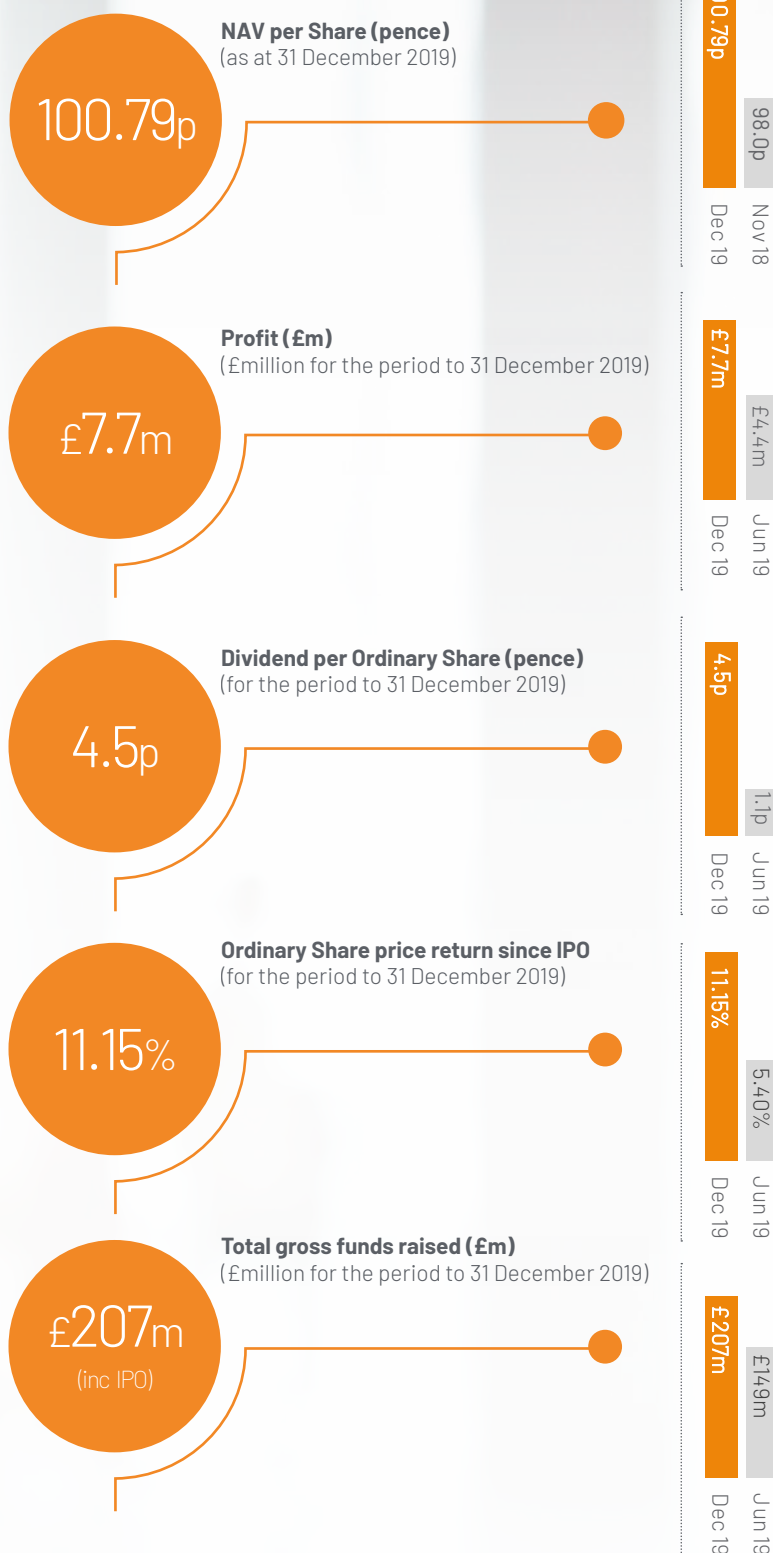 NAV per Share (pence)
(as at 31 December 2019)
100.79p
00.79p
98.0p
Dec 19
Nov 18
Profit (£m)
(£million for the period to 31 December 2019)
£7.7m
£7.7m
£4.4m
Dec 19
Jun 19
Dividend per Ordinary Share (pence)
(for the period to 31 December 2019)
4.5p
4.5p
1.1p
Dec 19
Jun 19
Ordinary Share price return since IPO
(for the period to 31 December 2019)
11.15%
11.15%
5.40%
Dec 19
Jun 19
Total gross funds raised (£m)
(£million for the period to 31 December 2019)
£207m
(inc IPO)
£207m
£149m
Dec 19
Jun 19